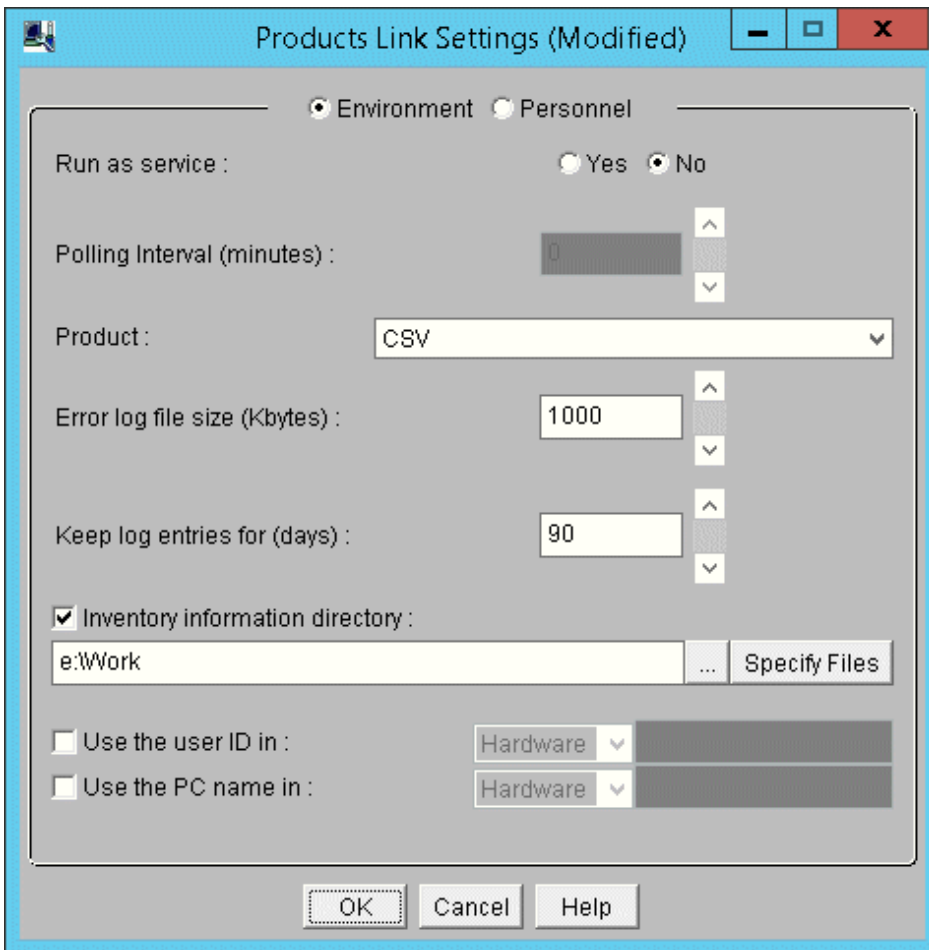 Products Link Settings (Modified)
Environment Personnel
Run as service : Yes No
Polling Interval (minutes) : 0
Product : CSV
Error log file size (Kbytes) : 1000
Keep log entries for (days) : 90
Inventory information directory :
e:\Work ... Specify Files
Use the user ID in : Hardware
Use the PC name in : Hardware
OK Cancel Help